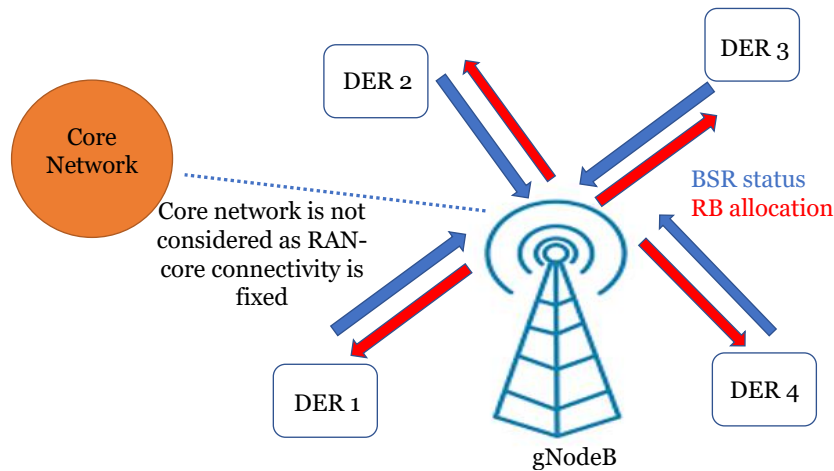 DER 2
DER 3
Core
Network
BSR status
RB allocation
Core network is not
considered as RAN-
core connectivity is
fixed
DER 1
DER 4
gNodeB